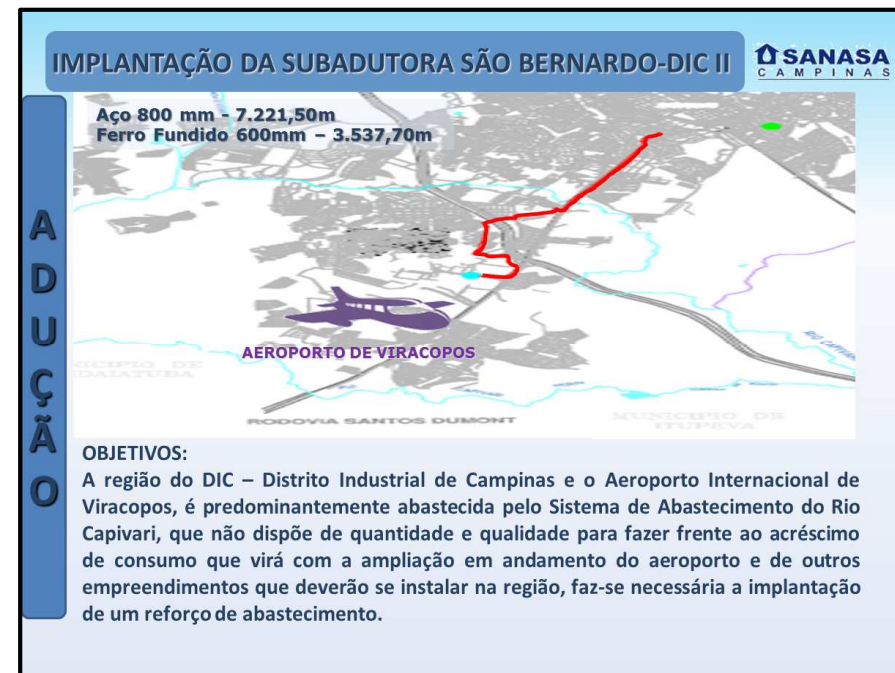 IMPLANTAÇÃO DA SUBADUTORA SÃO BERNARDO-DIC II
SANASA
CAMPINAS
ADUÇÃO
Aço 800 mm - 7.221,50m
Ferro Fundido 600mm – 3.537,70m
AEROPORTO DE VIRACOPOS
RODOVIA SANTOS DUMONT
MUNICIPIO DE
ITUPEVA
OBJETIVOS:
A região do DIC – Distrito Industrial de Campinas e o Aeroporto Internacional de
Viracopos, é predominantemente abastecida pelo Sistema de Abastecimento do Rio
Capivari, que não dispõe de quantidade e qualidade para fazer frente ao acréscimo
de consumo que virá com a ampliação em andamento do aeroporto e de outros
empreendimentos que deverão se instalar na região, faz-se necessária a implantação
de um reforço de abastecimento.